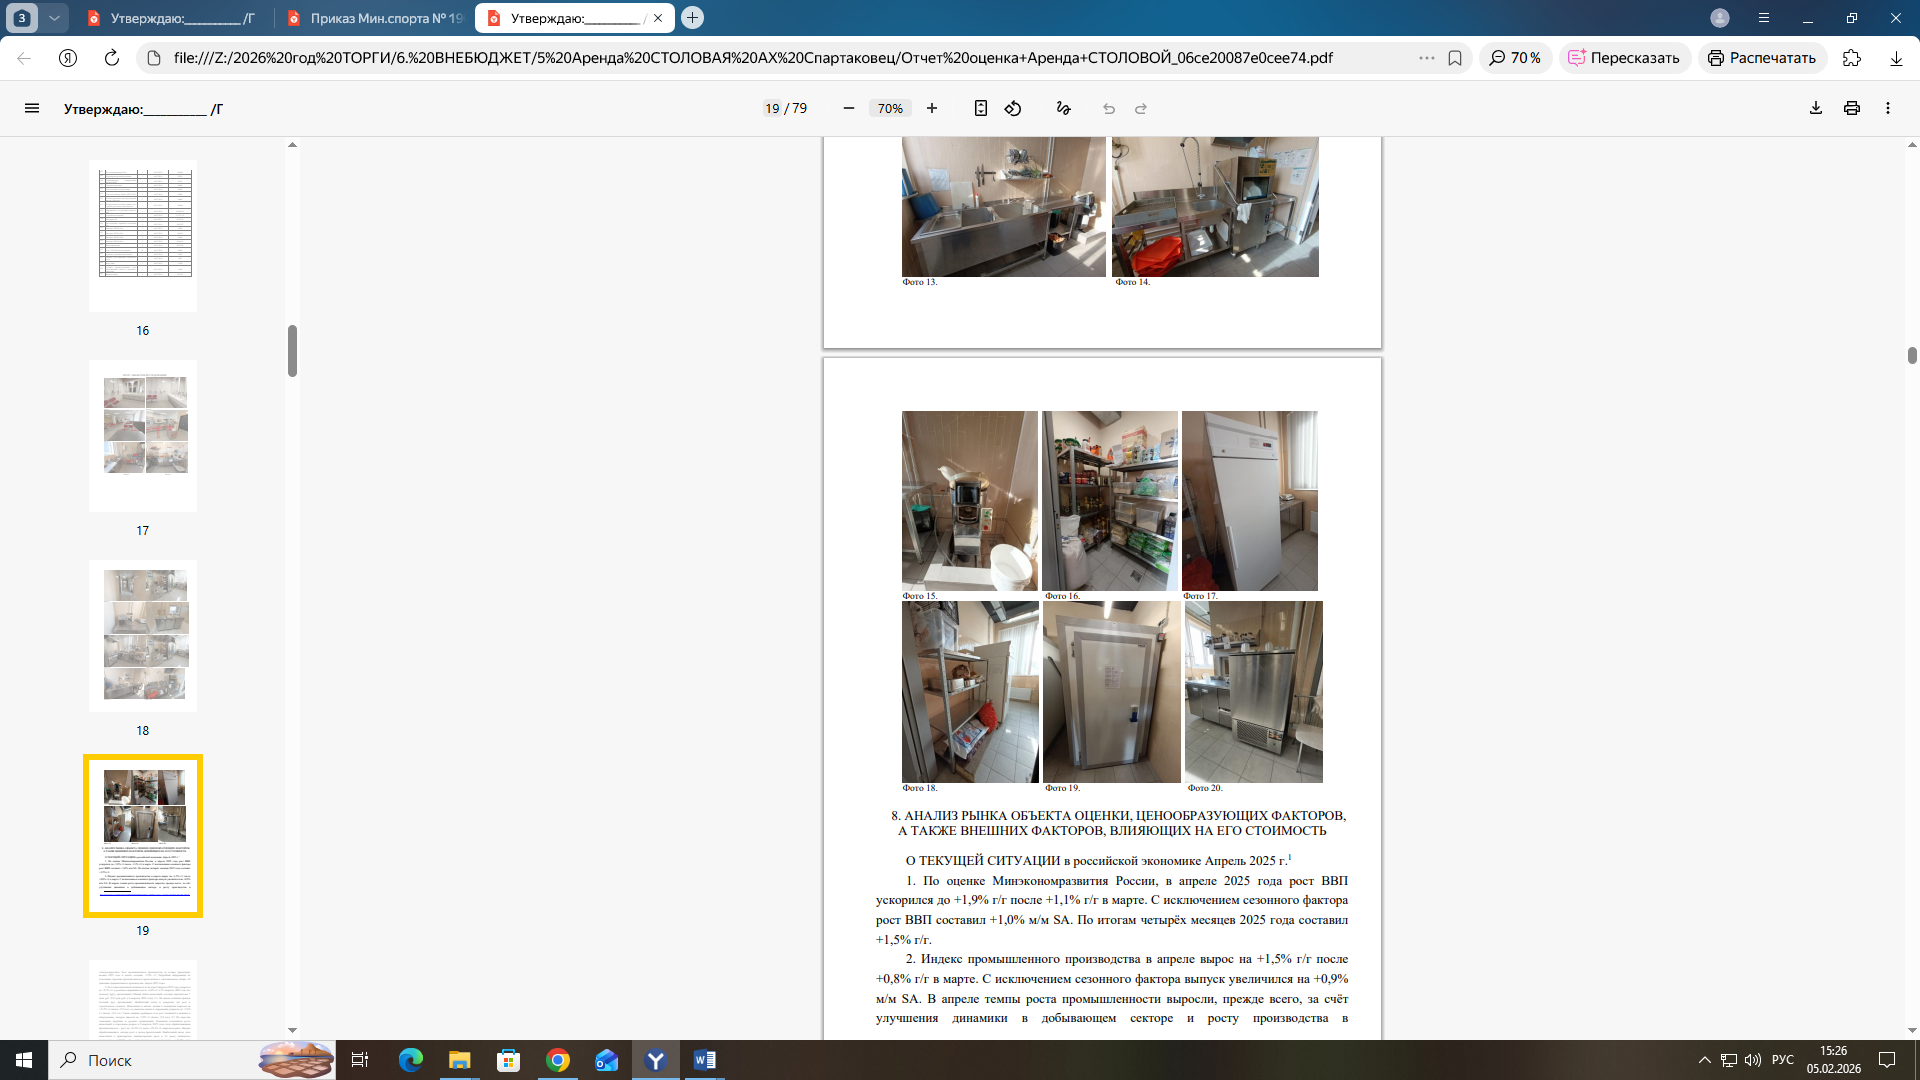 3
Утверждаю:__________ /Г
Приказ Мин.спорта № 19
Утверждаю:__________ /
file:///Z:/2026%20год%20ТОРГИ/6.%20ВНЕБЮДЖЕТ/5%20Аренда%20СТОЛОВАЯ%20АХ%20Спартаковец/Отчет%20оценка+Аренда+СТОЛОВОЙ_06ce20087e0cee74.pdf
70 %
Пересказать
Распечатать
Утверждаю:__________ /Г
19 / 79
70%
16
17
18
19
Фото 13.
Фото 14.
Фото 15.
Фото 16.
Фото 17.
Фото 18.
Фото 19.
Фото 20.
8. АНАЛИЗ РЫНКА ОБЪЕКТА ОЦЕНКИ, ЦЕНООБРАЗУЮЩИХ ФАКТОРОВ,
А ТАКЖЕ ВНЕШНИХ ФАКТОРОВ, ВЛИЯЮЩИХ НА ЕГО СТОИМОСТЬ
О ТЕКУЩЕЙ СИТУАЦИИ в российской экономике Апрель 2025 г.1
1. По оценке Минэкономразвития России, в апреле 2025 года рост ВВП
ускорился до +1,9% г/г после +1,1% г/г в марте. С исключением сезонного фактора
рост ВВП составил +1,0% м/м SA. По итогам четырёх месяцев 2025 года составил
+1,5% г/г.
2. Индекс промышленного производства в апреле вырос на +1,5% г/г после
+0,8% г/г в марте. С исключением сезонного фактора выпуск увеличился на +0,9%
м/м SA. В апреле темпы роста промышленности выросли, прежде всего, за счёт
улучшения динамики в добывающем секторе и росту производства в
Поиск
РУС
15:26
05.02.2026